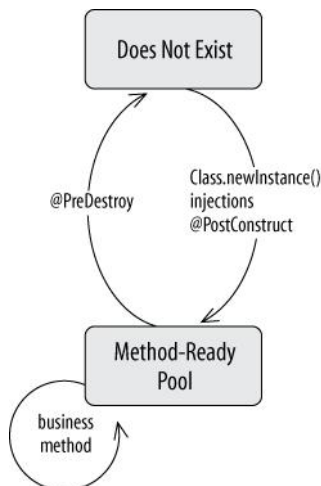 Does Not Exist
@PreDestroy
Class.newInstance()
injections
@PostConstruct
Method-Ready
Pool
business
method